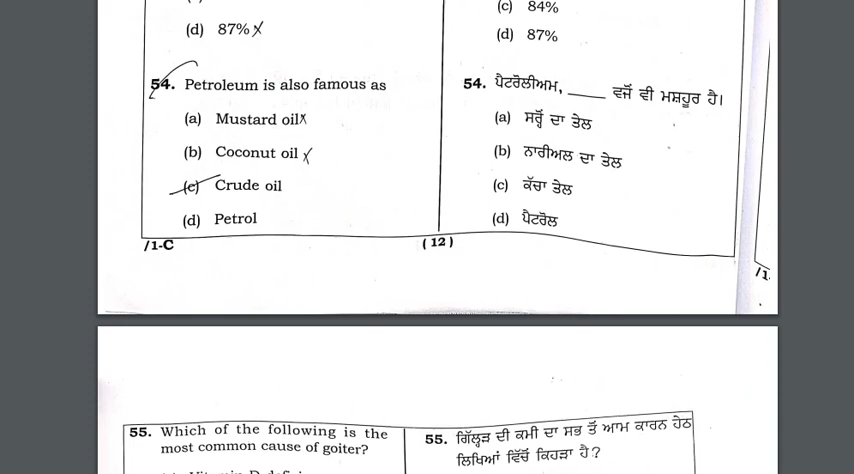 (d) 87%
54. Petroleum is also famous as
(a) Mustard oil
(b) Coconut oil
(c) Crude oil
(d) Petrol
/1-C
(12)
(c) 84%
(d) 87%
54. ਪੈਟਰੋਲੀਅਮ, ____ ਵਜੋਂ ਵੀ ਮਸ਼ਹੂਰ ਹੈ।
(a) ਸਰ੍ਹੋਂ ਦਾ ਤੇਲ
(b) ਨਾਰੀਅਲ ਦਾ ਤੇਲ
(c) ਕੱਚਾ ਤੇਲ
(d) ਪੈਟਰੋਲ
/1
55. Which of the following is the
most common cause of goiter?
55. ਗਿੱਲ੍ਹੜ ਦੀ ਕਮੀ ਦਾ ਸਭ ਤੋਂ ਆਮ ਕਾਰਨ ਹੇਠ
ਲਿਖਿਆਂ ਵਿੱਚੋਂ ਕਿਹੜਾ ਹੈ?